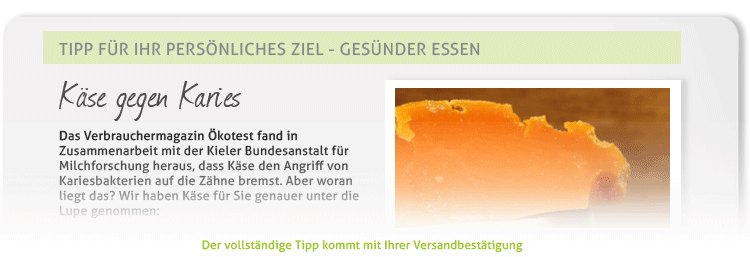 TIPP FÜR IHR PERSÖNLICHES ZIEL - GESÜNDER ESSEN
Käse gegen Karies
Das Verbrauchermagazin Ökotest fand in
Zusammenarbeit mit der Kieler Bundesanstalt für
Milchforschung heraus, dass Käse den Angriff von
Kariesbakterien auf die Zähne bremst. Aber woran
liegt das? Wir haben Käse für Sie genauer unter die
Lupe genommen:
Der vollständige Tipp kommt mit Ihrer Versandbestätigung